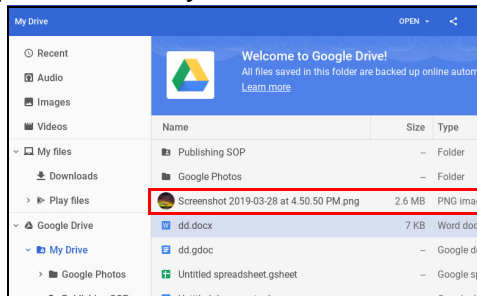 My Drive
OPEN
Recent
Audio
Images
Videos
My files
Downloads
Play files
Google Drive
My Drive
Google Photos
Welcome to Google Drive!
All files saved in this folder are backed up online
Learn more
Name Size Type
Publishing SOP -- Folder
Google Photos -- Folder
Screenshot 2019-03-28 at 4.50.50 PM.png 2.6 MB PNG
dd.docx 7 KB Word
dd.gdoc -- Google
Untitled spreadsheet.gsheet -- Google